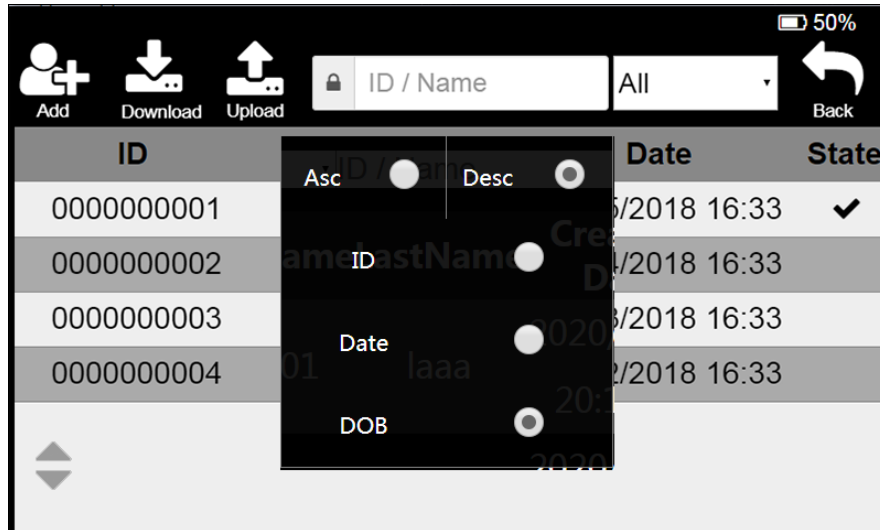 50%
Add Download Upload ID / Name All Back
ID Date State
Asc Desc
0000000001 /2018 16:33
0000000002 /2018 16:33
ID
0000000003 /2018 16:33
Date
0000000004 /2018 16:33
DOB